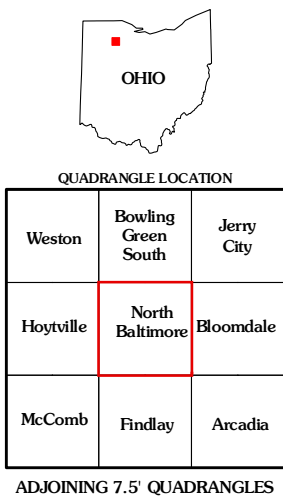 OHIO
QUADRANGLE LOCATION
Weston
Bowling
Green
South
Jerry
City
Hoytville
North
Baltimore
Bloomdale
McComb
Findlay
Arcadia
ADJOINING 7.5' QUADRANGLES